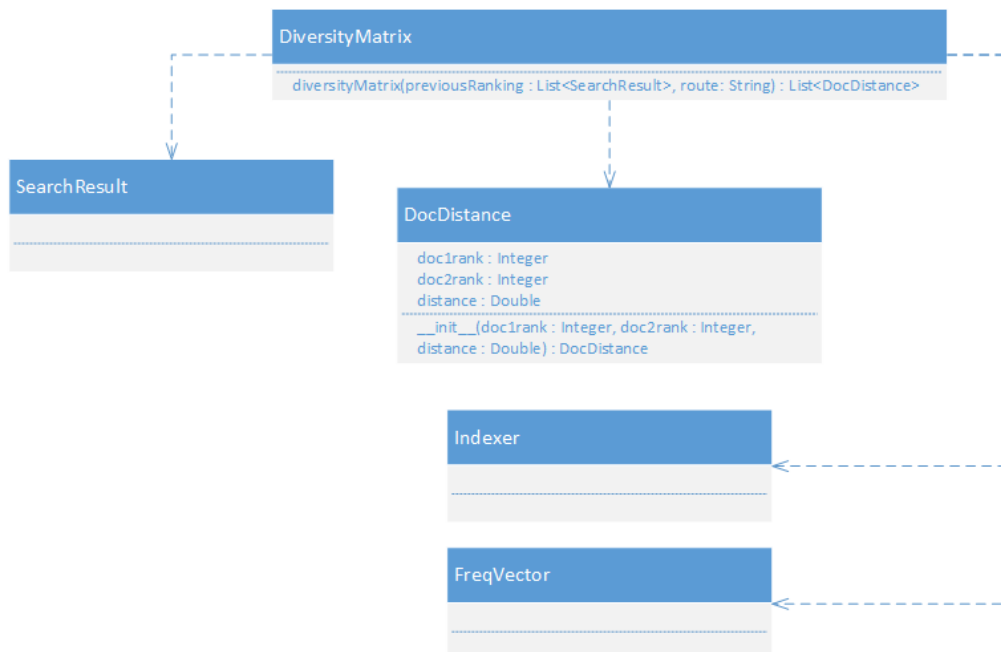 DiversityMatrix
diversityMatrix(previousRanking : List<SearchResult>, route: String) : List<DocDistance>
SearchResult
DocDistance
doc1rank : Integer
doc2rank : Integer
distance : Double
__init__(doc1rank : Integer, doc2rank : Integer,
distance : Double) : DocDistance
Indexer
FreqVector